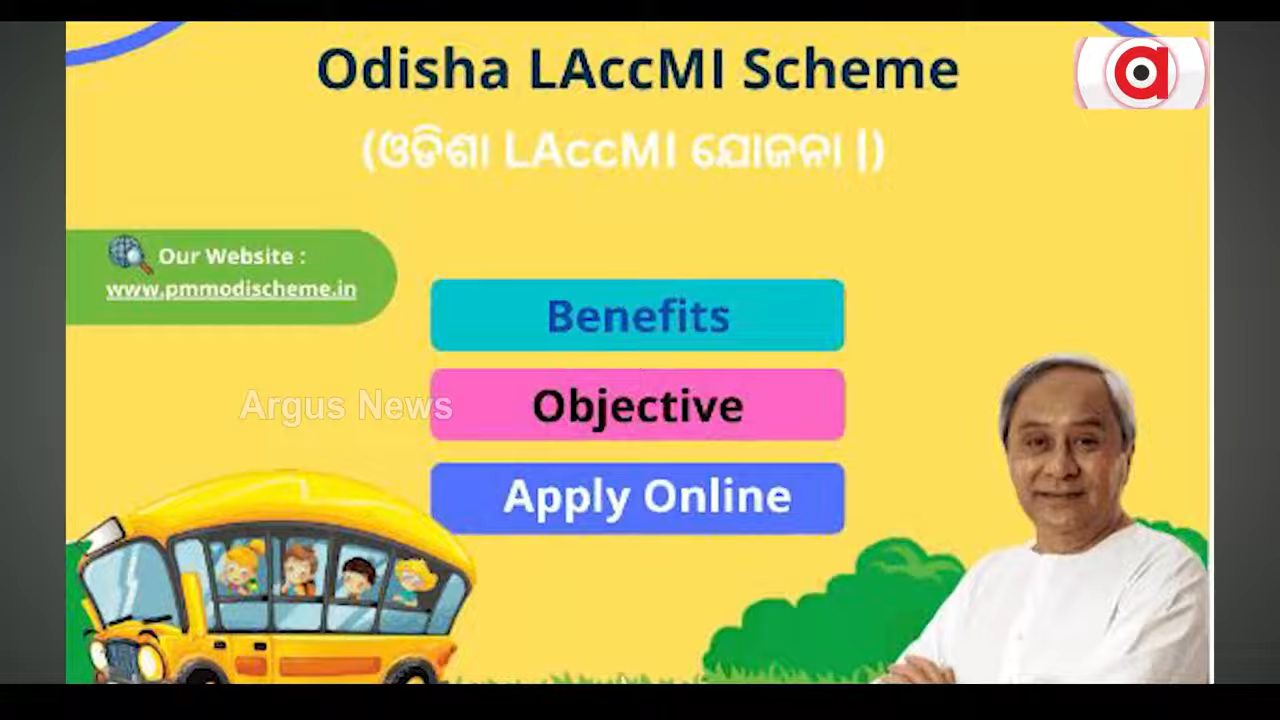 Odisha LAccMI Scheme
(ଓଡିଶା LAccMI ଯୋଜନା |)
Our Website :
www.pmmodischeme.in
Benefits
Argus News
Objective
Apply Online
a